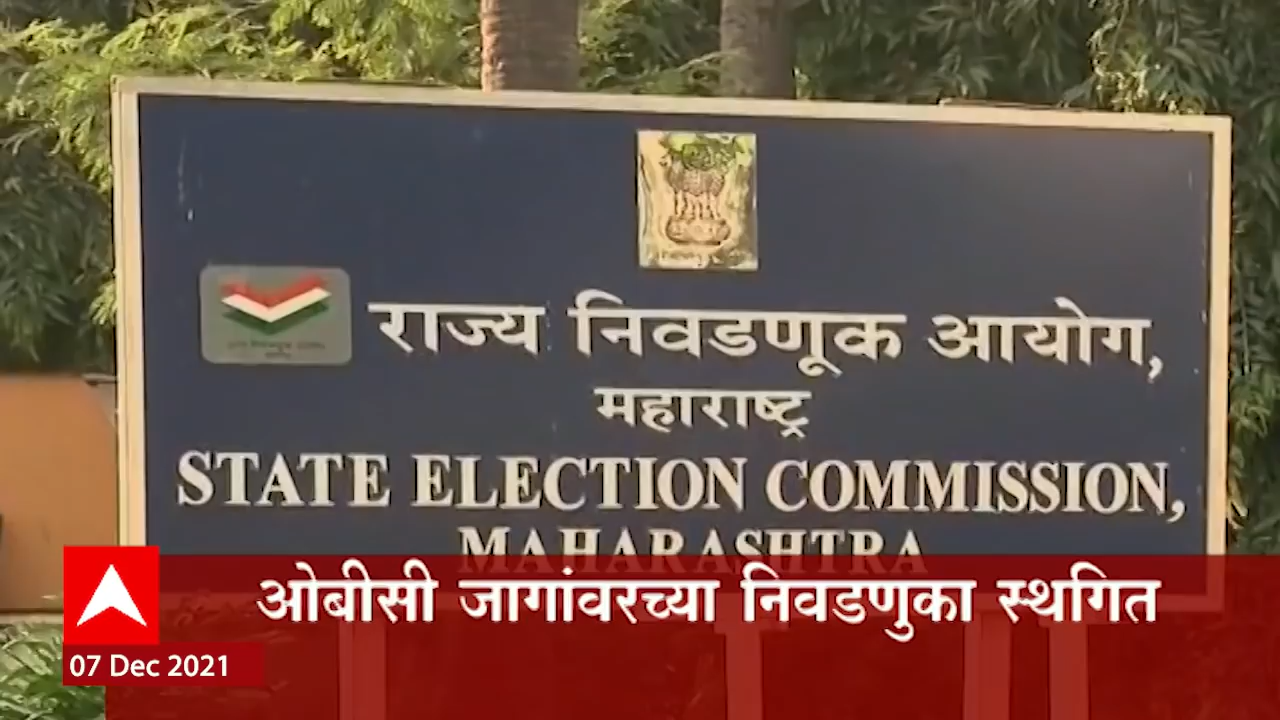 राज्य निवडणूक आयोग,
महाराष्ट्र
STATE ELECTION COMMISSION,
MAHARASHTRA
ओबीसी जागांवरच्या निवडणुका स्थगित
07 Dec 2021